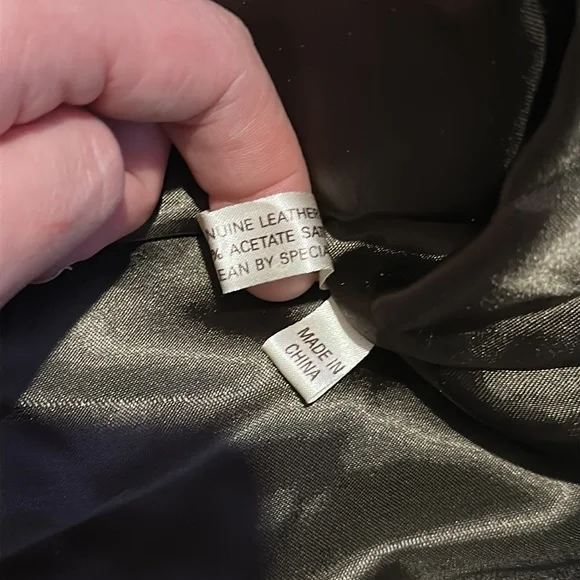 NUINE LEATHER
% ACETATE SAT
EAN BY SPECIA
MADE IN
CHINA